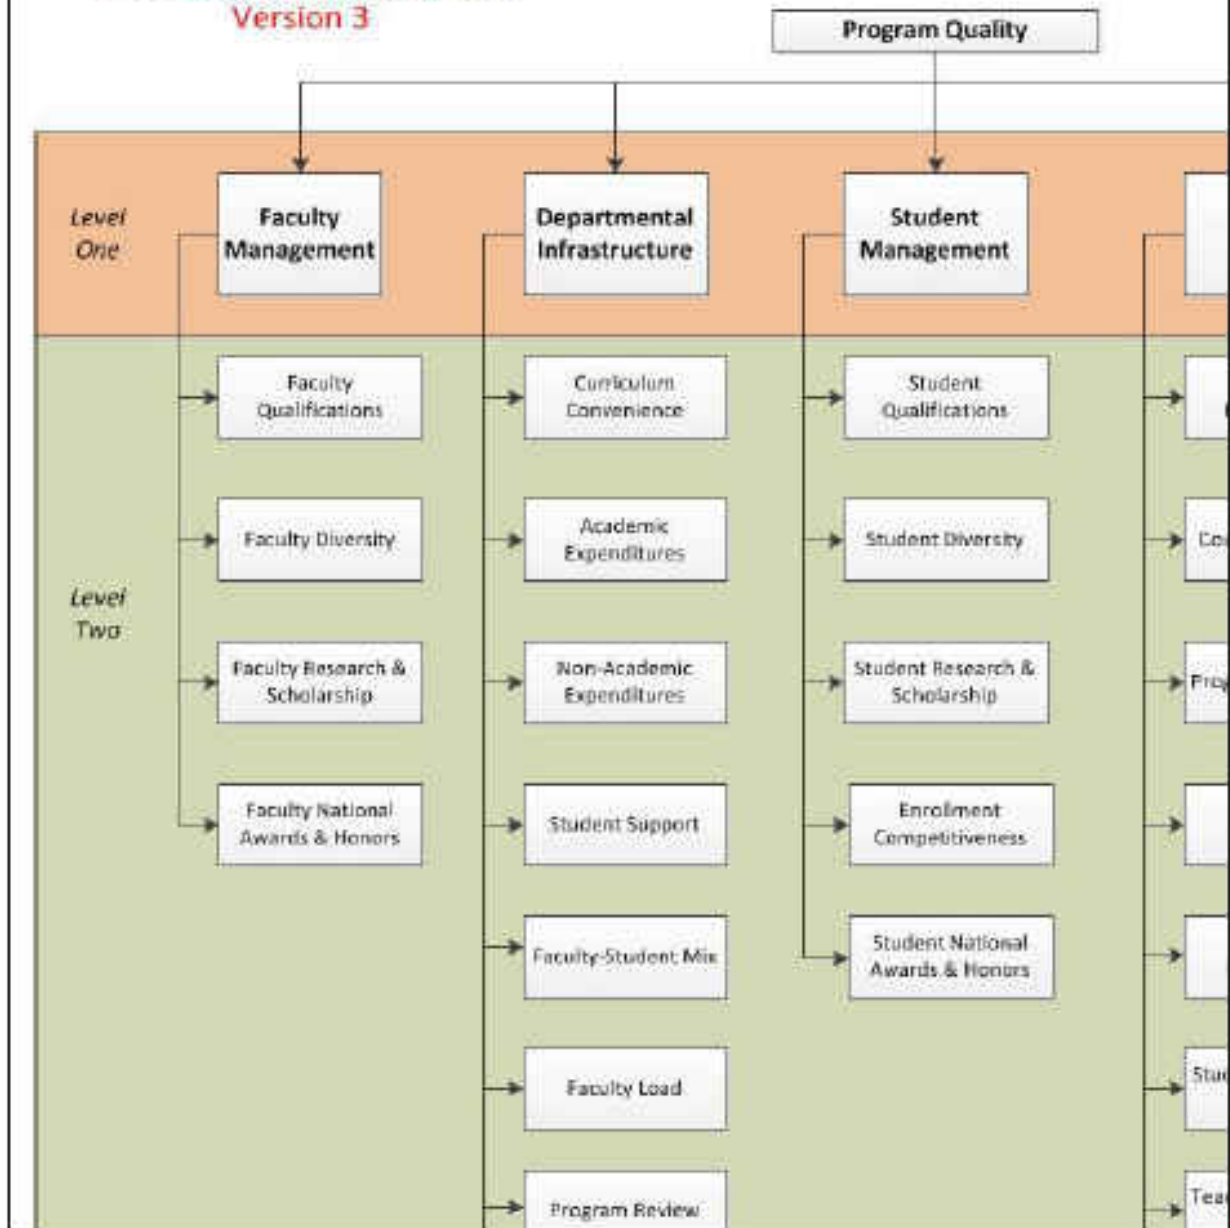 Version 3
Program Quality
Level
One
Faculty
Management
Departmental
Infrastructure
Student
Management
Level
Two
Faculty
Qualifications
Curriculum
Convenience
Student
Qualifications
Faculty Diversity
Academic
Expenditures
Student Diversity
Faculty Research &
Scholarship
Non-Academic
Expenditures
Student Research &
Scholarship
Faculty National
Awards & Honors
Student Support
Enrollment
Competitiveness
Faculty-Student Mix
Student National
Awards & Honors
Faculty Load
Program Review